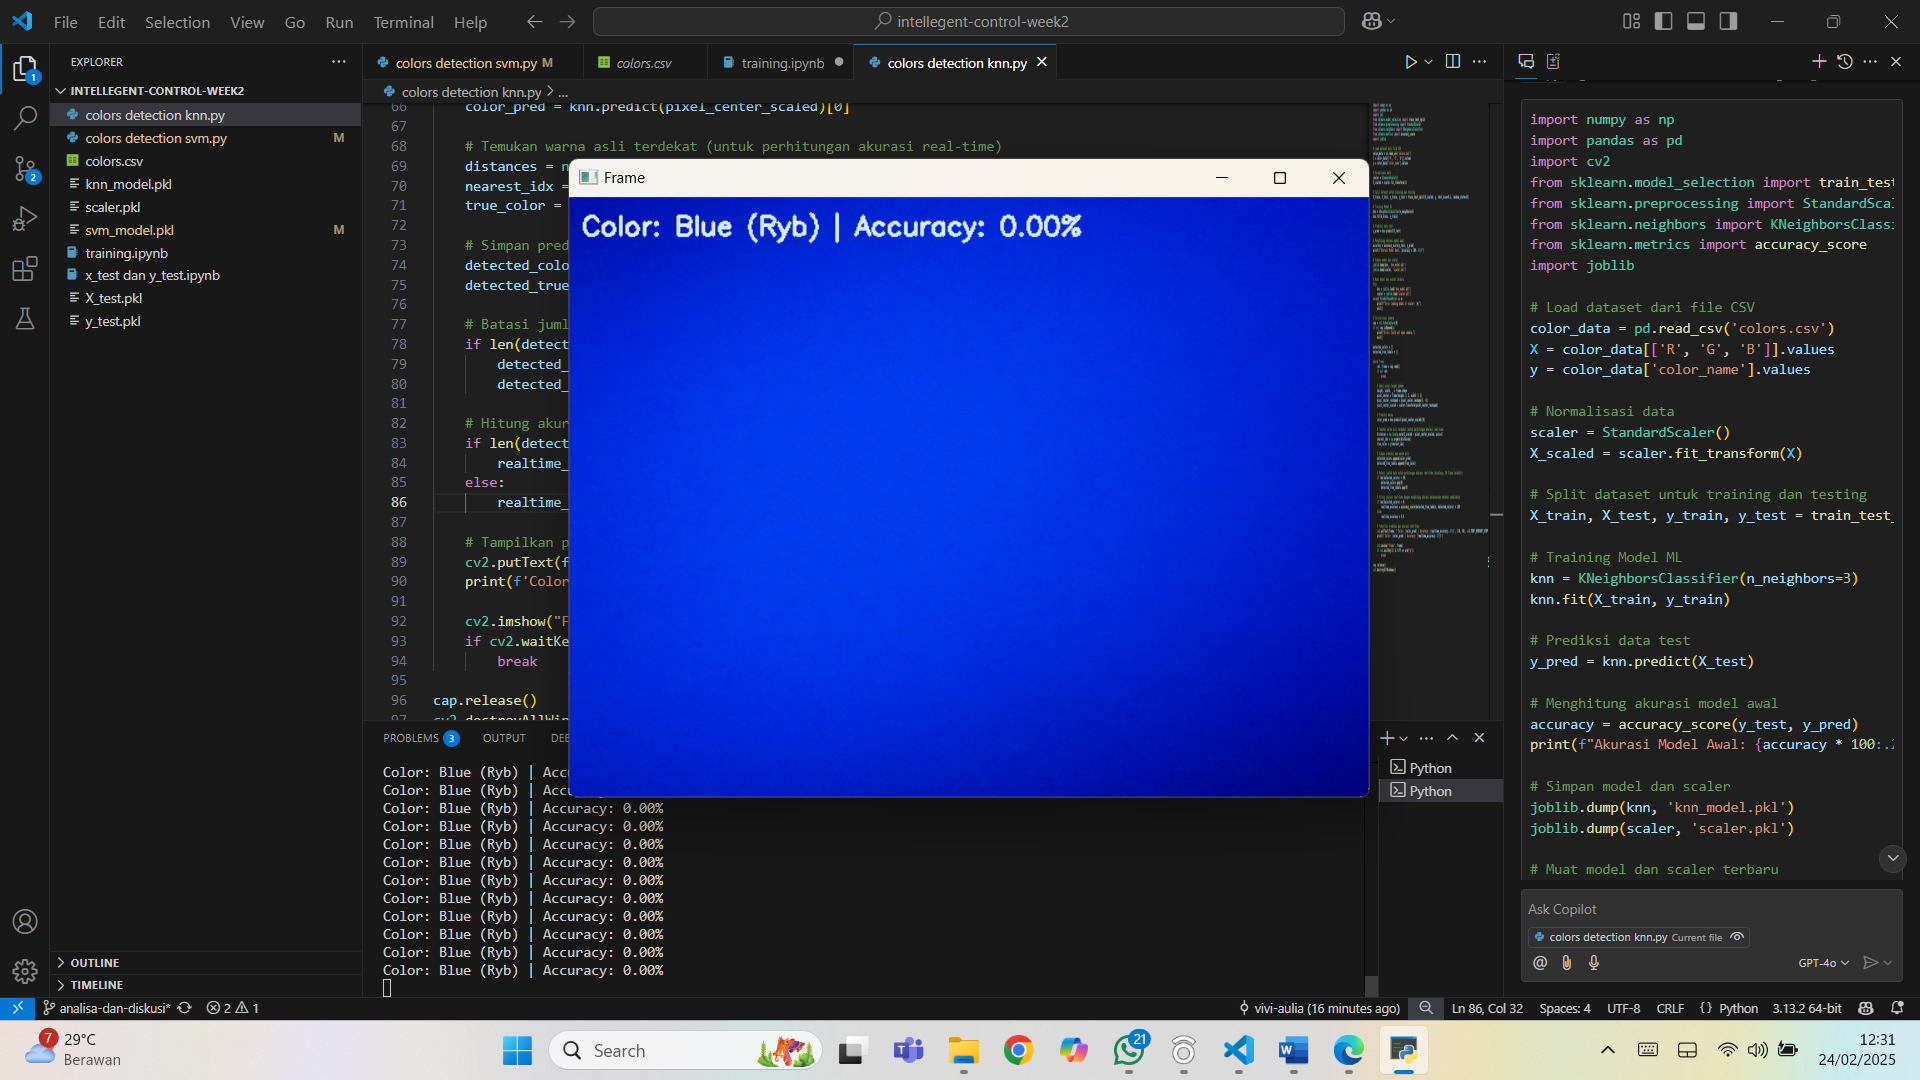 File Edit Selection View Go Run Terminal Help
intellegent-control-week2
EXPLORER
INTELLEGENT-CONTROL-WEEK2
colors detection knn.py
colors detection svm.py M
colors.csv
knn_model.pkl
scaler.pkl
svm_model.pkl M
training.ipynb
x_test dan y_test.ipynb
X_test.pkl
y_test.pkl
OUTLINE
TIMELINE
1
2
colors detection svm.py M
colors.csv
training.ipynb
colors detection knn.py
colors detection knn.py > ...
66 color_pred = knn.predict(pixel_center_scaled)[0]
67
68 # Temukan warna asli terdekat (untuk perhitungan akurasi real-time)
69 distances = n
70 nearest_idx =
71 true_color =
72
73 # Simpan pred
74 detected_colo
75 detected_true
76
77 # Batasi juml
78 if len(detect
79 detected_
80 detected_
81
82 # Hitung akur
83 if len(detect
84 realtime_
85 else:
86 realtime_
87
88 # Tampilkan p
89 cv2.putText(f
90 print(f'Color
91
92 cv2.imshow("F
93 if cv2.waitKe
94 break
95
96 cap.release()
97 cv2.destroyAllWin
Frame
Color: Blue (Ryb) | Accuracy: 0.00%
PROBLEMS 3 OUTPUT DE
Color: Blue (Ryb) | Acc
Color: Blue (Ryb) | Acc
Color: Blue (Ryb) | Accuracy: 0.00%
Color: Blue (Ryb) | Accuracy: 0.00%
Color: Blue (Ryb) | Accuracy: 0.00%
Color: Blue (Ryb) | Accuracy: 0.00%
Color: Blue (Ryb) | Accuracy: 0.00%
Color: Blue (Ryb) | Accuracy: 0.00%
Color: Blue (Ryb) | Accuracy: 0.00%
Color: Blue (Ryb) | Accuracy: 0.00%
Color: Blue (Ryb) | Accuracy: 0.00%
Color: Blue (Ryb) | Accuracy: 0.00%
Python
Python
import numpy as np
import pandas as pd
import cv2
from sklearn.model_selection import train_test
from sklearn.preprocessing import StandardScal
from sklearn.neighbors import KNeighborsClassi
from sklearn.metrics import accuracy_score
import joblib
# Load dataset dari file CSV
color_data = pd.read_csv('colors.csv')
X = color_data[['R', 'G', 'B']].values
y = color_data['color_name'].values
# Normalisasi data
scaler = StandardScaler()
X_scaled = scaler.fit_transform(X)
# Split dataset untuk training dan testing
X_train, X_test, y_train, y_test = train_test_
# Training Model ML
knn = KNeighborsClassifier(n_neighbors=3)
knn.fit(X_train, y_train)
# Prediksi data test
y_pred = knn.predict(X_test)
# Menghitung akurasi model awal
accuracy = accuracy_score(y_test, y_pred)
print(f"Akurasi Model Awal: {accuracy * 100:.2
# Simpan model dan scaler
joblib.dump(knn, 'knn_model.pkl')
joblib.dump(scaler, 'scaler.pkl')
# Muat model dan scaler terbaru
Ask Copilot
colors detection knn.py Current file
GPT-4o
analisa-dan-diskusi* 2 1
vivi-aulia (16 minutes ago) Ln 86, Col 32 Spaces: 4 UTF-8 CRLF Python 3.13.2 64-bit
7 29°C
Berawan
Search
21
12:31
24/02/2025